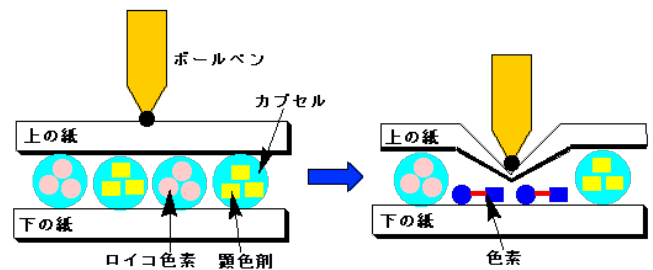 ボールペン
カプセル
上の紙
下の紙
ロイコ色素
顕色剤
上の紙
下の紙
色素